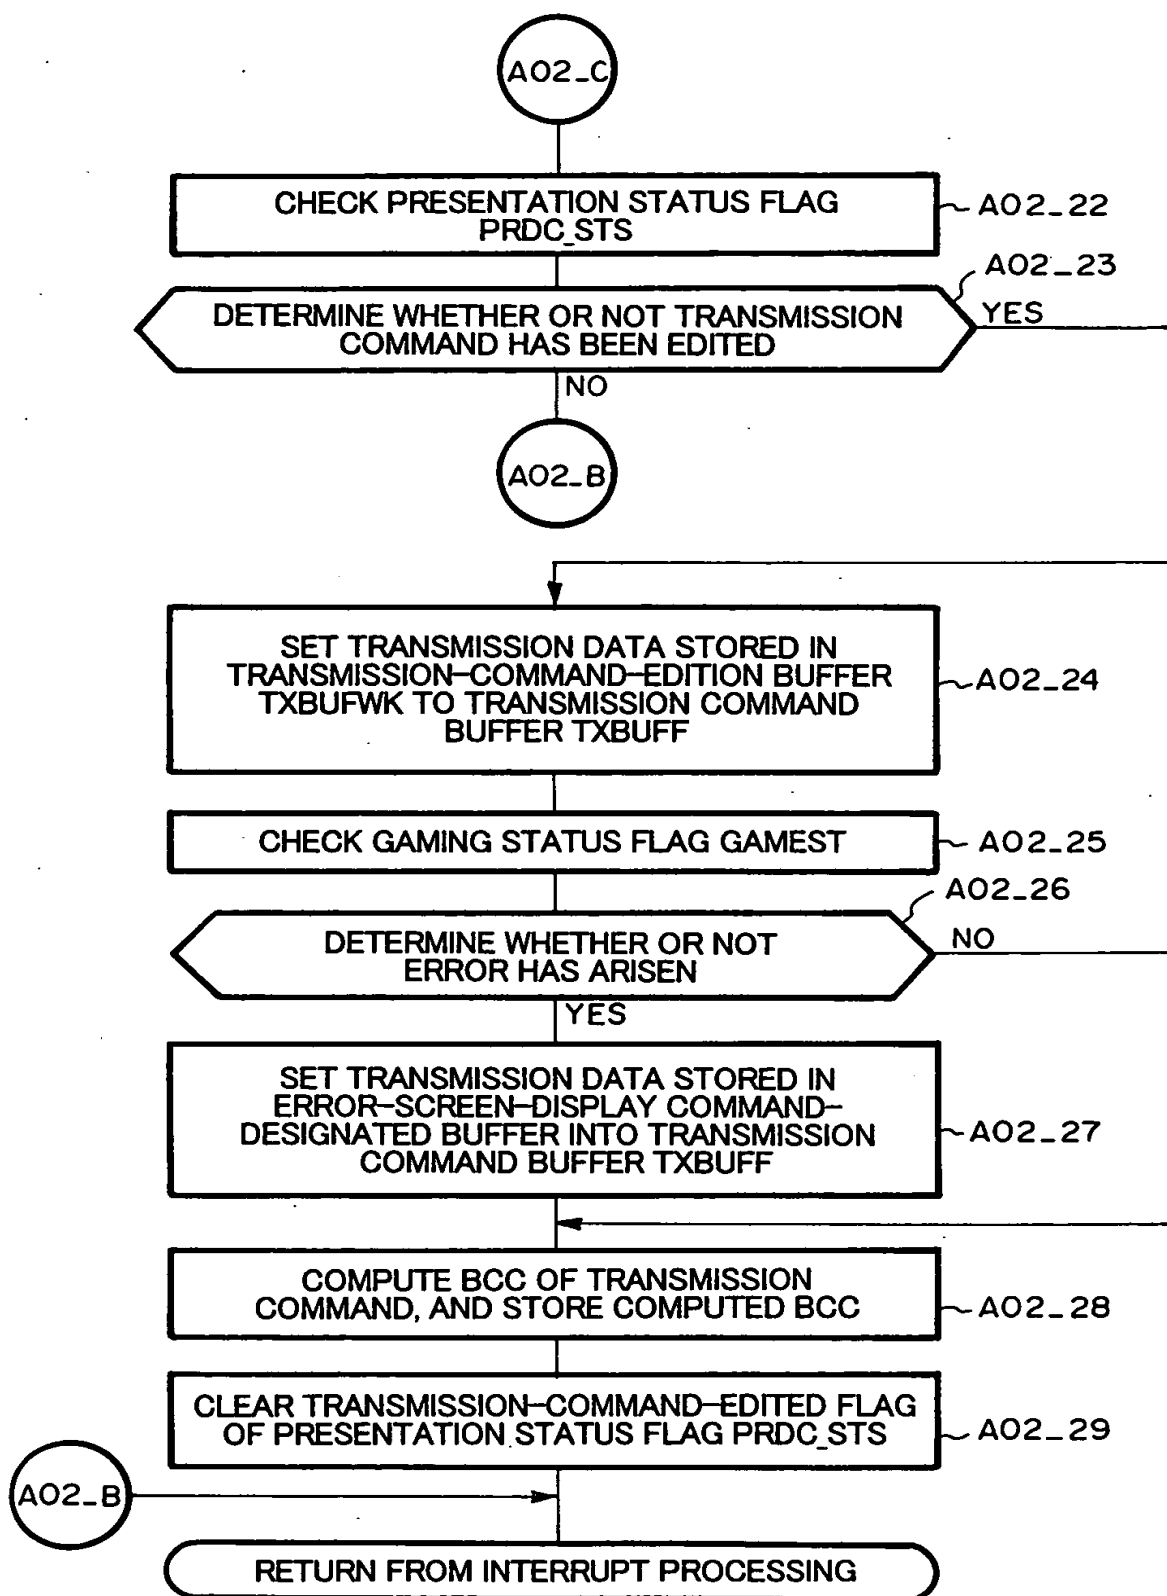 A02_C
CHECK PRESENTATION STATUS FLAG
PRDC_STS
A02_22
A02_23
DETERMINE WHETHER OR NOT TRANSMISSION
COMMAND HAS BEEN EDITED
YES
NO
A02_B
SET TRANSMISSION DATA STORED IN
TRANSMISSION-COMMAND-EDITION BUFFER
TXBUFWK TO TRANSMISSION COMMAND
BUFFER TXBUFF
A02_24
CHECK GAMING STATUS FLAG GAMEST
A02_25
A02_26
DETERMINE WHETHER OR NOT
ERROR HAS ARISEN
NO
YES
SET TRANSMISSION DATA STORED IN
ERROR-SCREEN-DISPLAY COMMAND-
DESIGNATED BUFFER INTO TRANSMISSION
COMMAND BUFFER TXBUFF
A02_27
COMPUTE BCC OF TRANSMISSION
COMMAND, AND STORE COMPUTED BCC
A02_28
CLEAR TRANSMISSION-COMMAND-EDITED FLAG
OF PRESENTATION STATUS FLAG PRDC_STS
A02_29
A02_B
RETURN FROM INTERRUPT PROCESSING